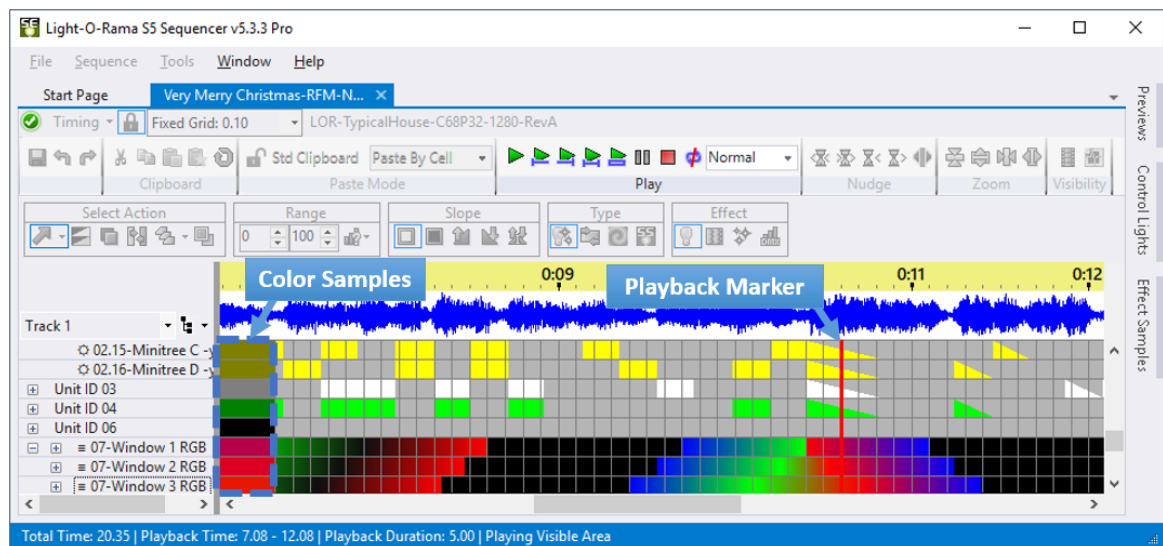 Light-O-Rama S5 Sequencer v5.3.3 Pro
File Sequence Tools Window Help
Start Page Very Merry Christmas-RFM-N...
Timing Fixed Grid: 0.10 LOR-TypicalHouse-C68P32-1280-RevA
Std Clipboard Paste By Cell Normal
Clipboard Paste Mode Play Nudge Zoom Visibility
Select Action Range Slope Type Effect
0 100
0:09 0:11 0:12
Color Samples Playback Marker
Track 1
02.15-Minitree C -y
02.16-Minitree D -y
Unit ID 03
Unit ID 04
Unit ID 06
07-Window 1 RGB
07-Window 2 RGB
07-Window 3 RGB
Previews
Control Lights
Effect Samples
Total Time: 20.35 | Playback Time: 7.08 - 12.08 | Playback Duration: 5.00 | Playing Visible Area